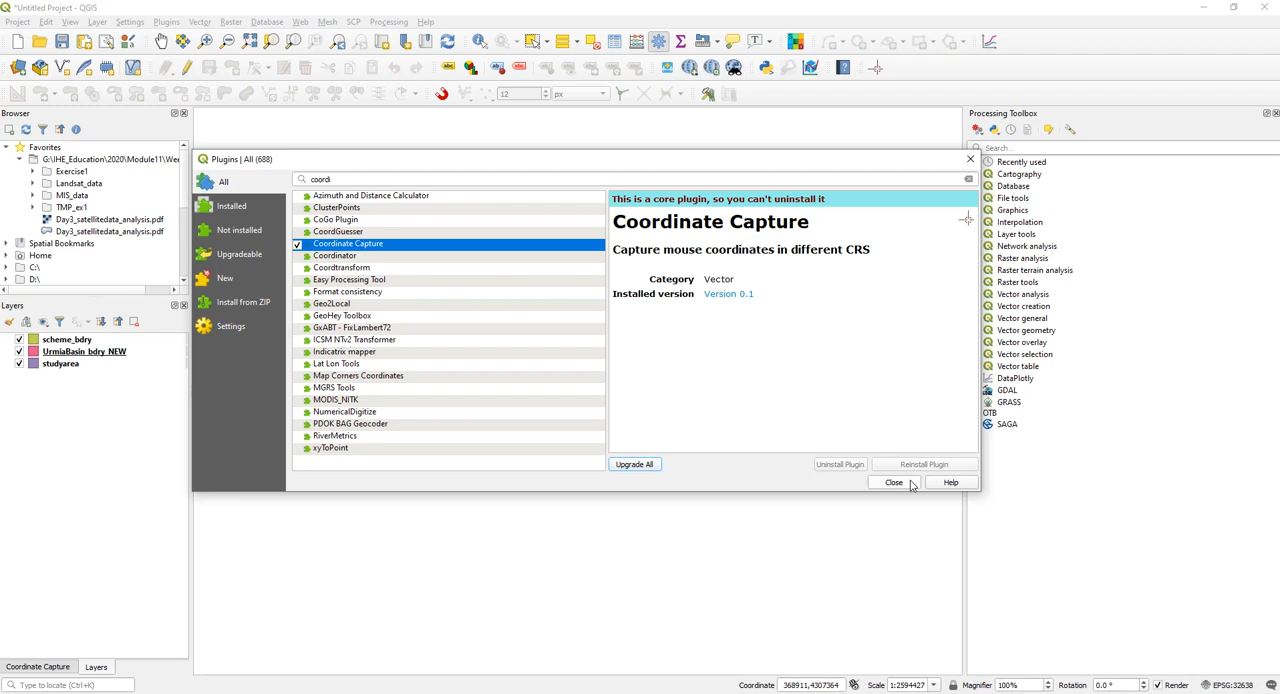 *Untitled Project - QGIS
Project Edit View Layer Settings Plugins Vector Raster Database Web Mesh SCP Processing Help
12 px
Browser
Favorites
G:\IHE_Education\2020\Module11\Wee
Exercise1
Landsat_data
MIS_data
TMP_ex1
Day3_satellitedata_analysis.pdf
Day3_satellitedata_analysis.pdf
Spatial Bookmarks
Home
C:\
D:\
Layers
scheme_bdry
UrmiaBasin_bdry_NEW
studyarea
Coordinate Capture Layers
Plugins | All (688)
All
Installed
Not installed
Upgradeable
New
Install from ZIP
Settings
coordi
Azimuth and Distance Calculator
ClusterPoints
CoGo Plugin
CoordGuesser
Coordinate Capture
Coordinator
Coordtransform
Easy Processing Tool
Format consistency
Geo2Local
GeoHey Toolbox
GxABT - FixLambert72
ICSM NTv2 Transformer
Indicatrix mapper
Lat Lon Tools
Map Corners Coordinates
MGRS Tools
MODIS_NITK
NumericalDigitize
PDOK BAG Geocoder
RiverMetrics
xyToPoint
This is a core plugin, so you can't uninstall it
Coordinate Capture
Capture mouse coordinates in different CRS
Category Vector
Installed version Version 0.1
Upgrade All Uninstall Plugin Reinstall Plugin
Close Help
Processing Toolbox
Search...
Recently used
Cartography
Database
File tools
Graphics
Interpolation
Layer tools
Network analysis
Raster analysis
Raster terrain analysis
Raster tools
Vector analysis
Vector creation
Vector general
Vector geometry
Vector overlay
Vector selection
Vector table
DataPlotly
GDAL
GRASS
OTB
SAGA
Type to locate (Ctrl+K) Coordinate 368911,4307364 Scale 1:2594427 Magnifier 100% Rotation 0.0 ° Render EPSG:32638